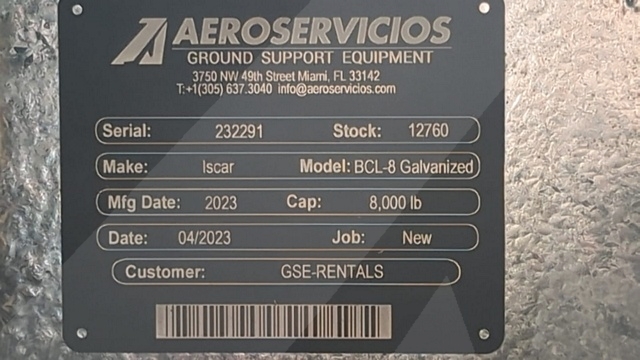 AEROSERVICIOS
GROUND SUPPORT EQUIPMENT
3750 NW 49th Street Miami, FL 33142
T:+1(305) 637.3040 info@aeroservicios.com
Serial: 232291 Stock: 12760
Make: Iscar Model: BCL-8 Galvanized
Mfg Date: 2023 Cap: 8,000 lb
Date: 04/2023 Job: New
Customer: GSE-RENTALS